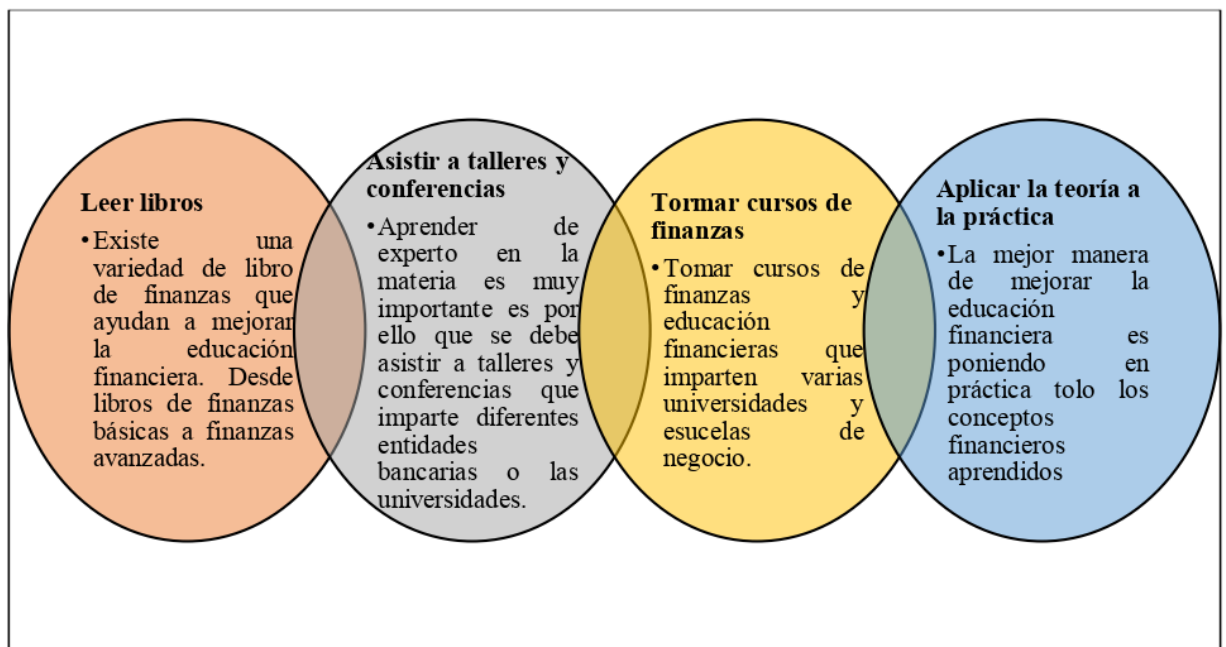 Leer libros
•Existe una
variedad de libro
de finanzas que
ayudan a mejorar
la educación
financiera. Desde
libros de finanzas
básicas a finanzas
avanzadas.
Asistir a talleres y
conferencias
•Aprender de
experto en la
materia es muy
importante es por
ello que se debe
asistir a talleres y
conferencias que
imparte diferentes
entidades
bancarias o las
universidades.
Tormar cursos de
finanzas
•Tomar cursos de
finanzas y
educación
financieras que
imparten varias
universidades y
esucelas de
negocio.
Aplicar la teoría a
la práctica
•La mejor manera
de mejorar la
educación
financiera es
poniendo en
práctica tolo los
conceptos
financieros
aprendidos